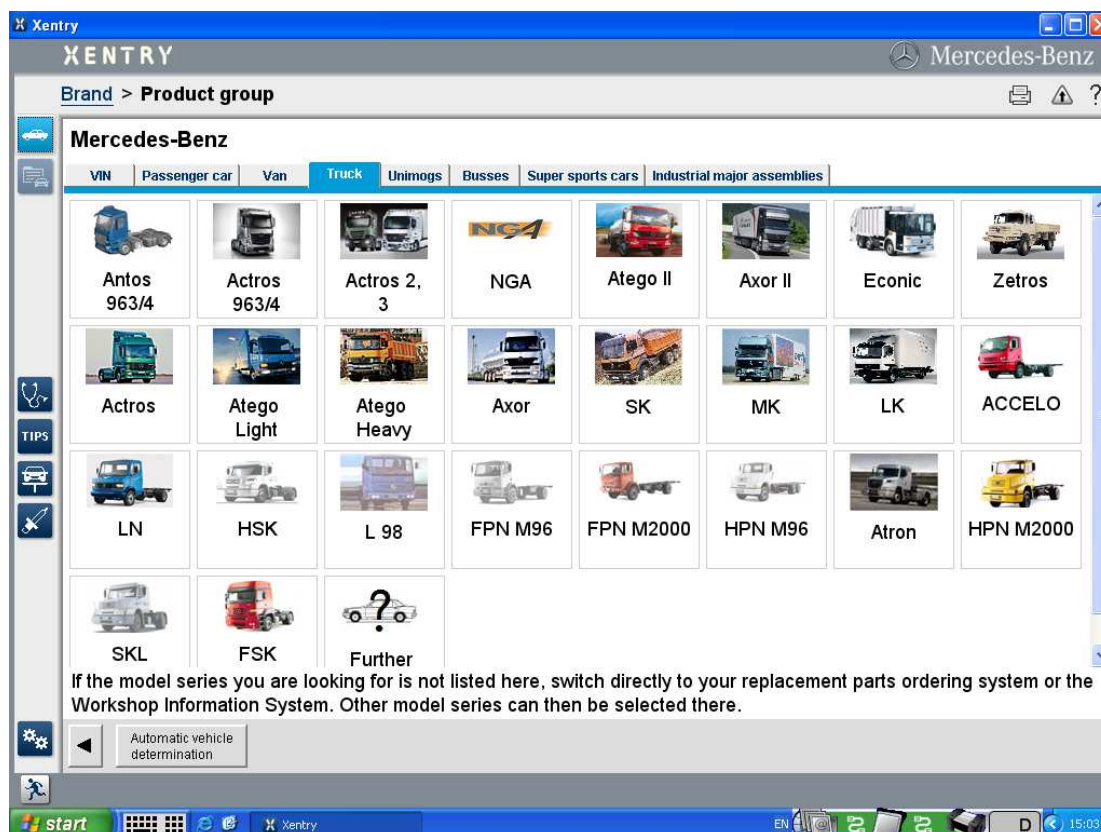 Xentry
XENTRY
Mercedes-Benz
Brand > Product group
?
Mercedes-Benz
VIN
Passenger car
Van
Truck
Unimogs
Busses
Super sports cars
Industrial major assemblies
NGA
Antos
963/4
Actros
963/4
Actros 2,
3
NGA
Atego II
Axor II
Econic
Zetros
Actros
Atego
Light
Atego
Heavy
Axor
SK
MK
LK
ACCELO
TIPS
LN
HSK
L 98
FPN M96
FPN M2000
HPN M96
Atron
HPN M2000
SKL
FSK
?
Further
If the model series you are looking for is not listed here, switch directly to your replacement parts ordering system or the
Workshop Information System. Other model series can then be selected there.
Automatic vehicle
determination
start
Xentry
EN
D
15:03